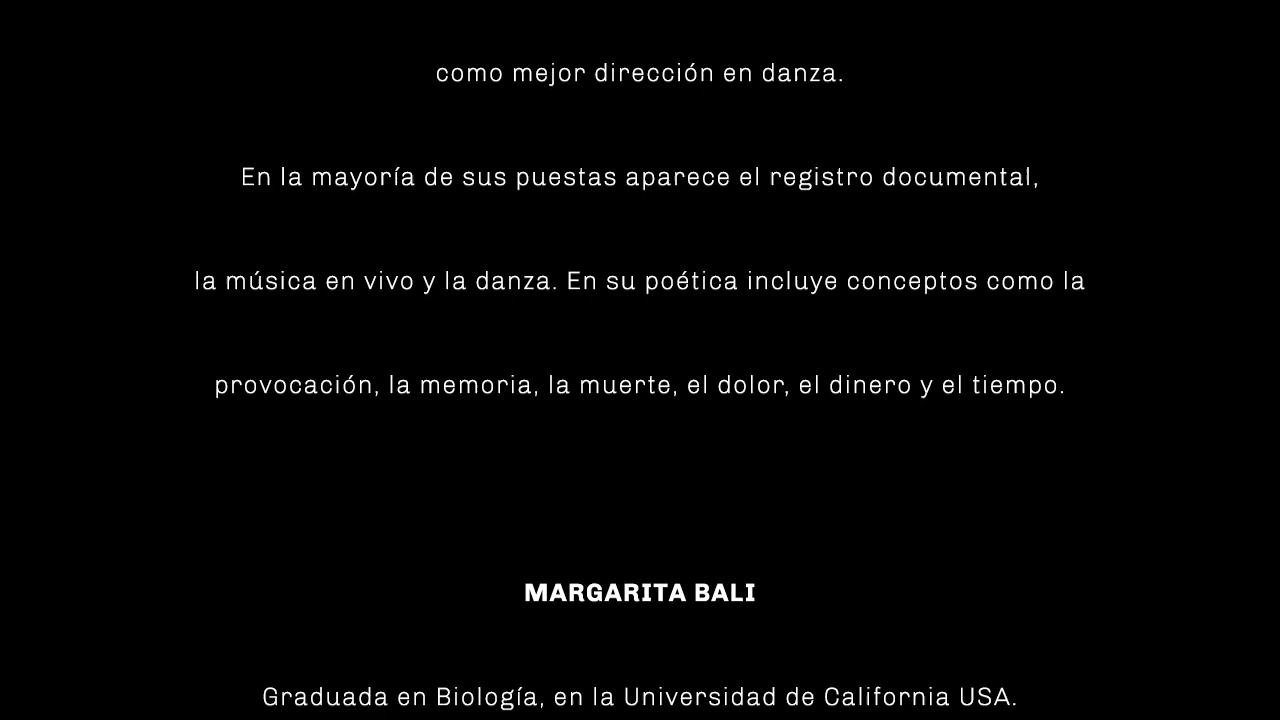 como mejor dirección en danza.
En la mayoría de sus puestas aparece el registro documental,
la música en vivo y la danza. En su poética incluye conceptos como la
provocación, la memoria, la muerte, el dolor, el dinero y el tiempo.
MARGARITA BALI
Graduada en Biología, en la Universidad de California USA.